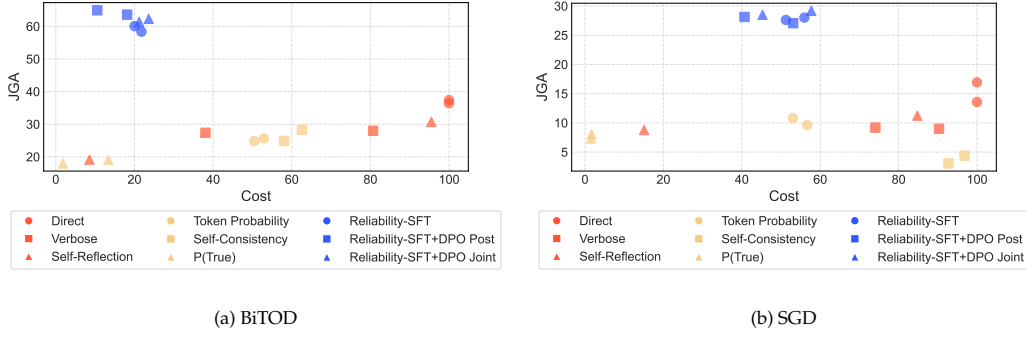 JGA
60
50
40
30
20
0 20 40 60 80 100
Cost
Direct Token Probability Reliability-SFT
Verbose Self-Consistency Reliability-SFT+DPO Post
Self-Reflection P(True) Reliability-SFT+DPO Joint
(a) BiTOD
JGA
30
25
20
15
10
5
0 20 40 60 80 100
Cost
Direct Token Probability Reliability-SFT
Verbose Self-Consistency Reliability-SFT+DPO Post
Self-Reflection P(True) Reliability-SFT+DPO Joint
(b) SGD